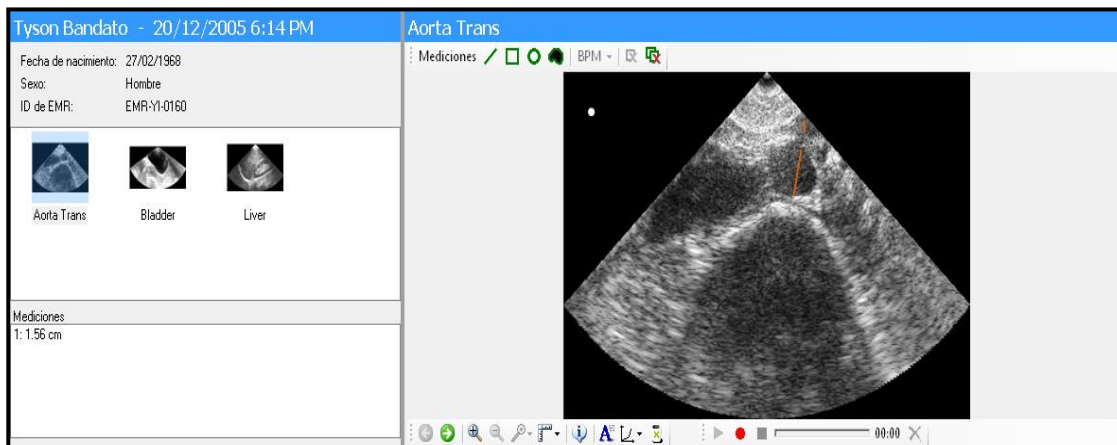 Tyson Bandato - 20/12/2005 6:14 PM
Fecha de nacimiento: 27/02/1968
Sexo: Hombre
ID de EMR: EMR-YI-0160
Aorta Trans Bladder Liver
Mediciones
1: 1.56 cm
Aorta Trans
Mediciones BPM
1
A
00:00